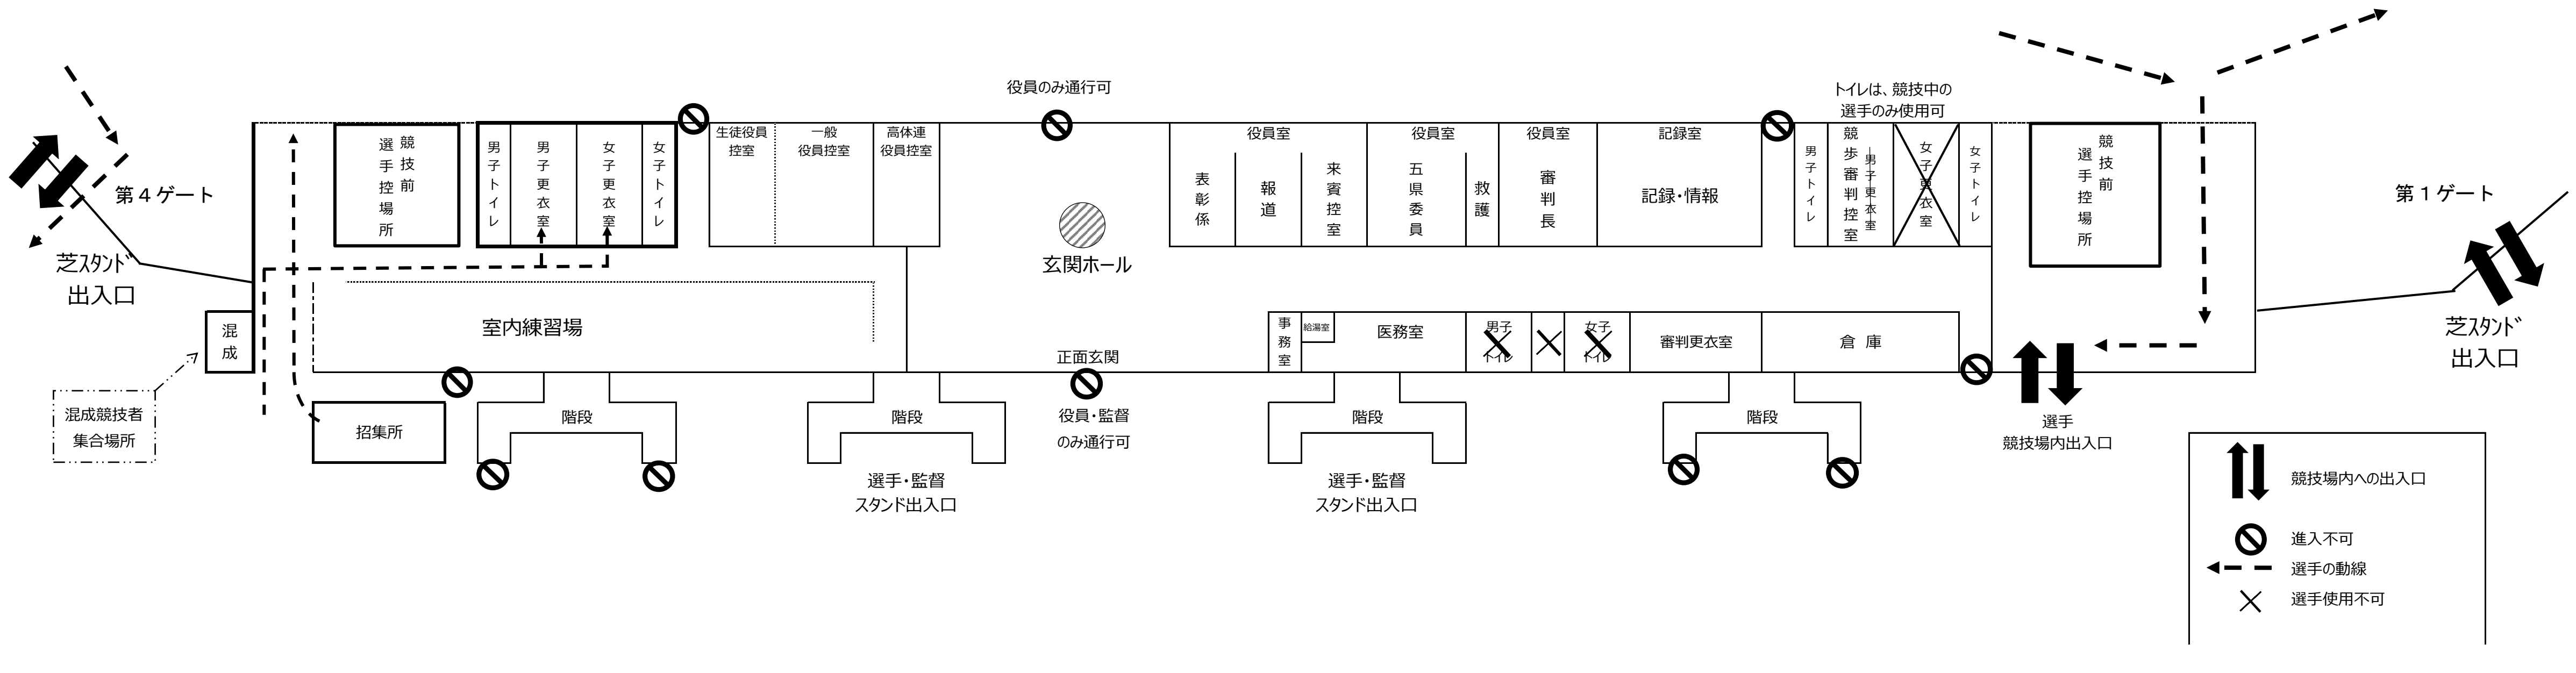 役員のみ通行可
トイレは、競技中の
選手のみ使用可
第４ゲート
芝スタンド
出入口
競技前
選手控場所
男子トイレ
男子更衣室
女子更衣室
女子トイレ
生徒役員
控室
一般
役員控室
高体連
役員控室
玄関ホール
役員室
表彰係
報道
来賓控室
役員室
五県委員
救護
役員室
審判長
記録室
記録・情報
男子トイレ
競歩審判控室
男子更衣室
女子更衣室
女子トイレ
競技前
選手控場所
第１ゲート
芝スタンド
出入口
混成
混成競技者
集合場所
室内練習場
招集所
階段
階段
選手・監督
スタンド出入口
正面玄関
役員・監督
のみ通行可
事務室
給湯室
医務室
男子
トイレ
女子
トイレ
審判更衣室
倉庫
階段
選手・監督
スタンド出入口
階段
選手
競技場内出入口
競技場内への出入口
進入不可
選手の動線
選手使用不可